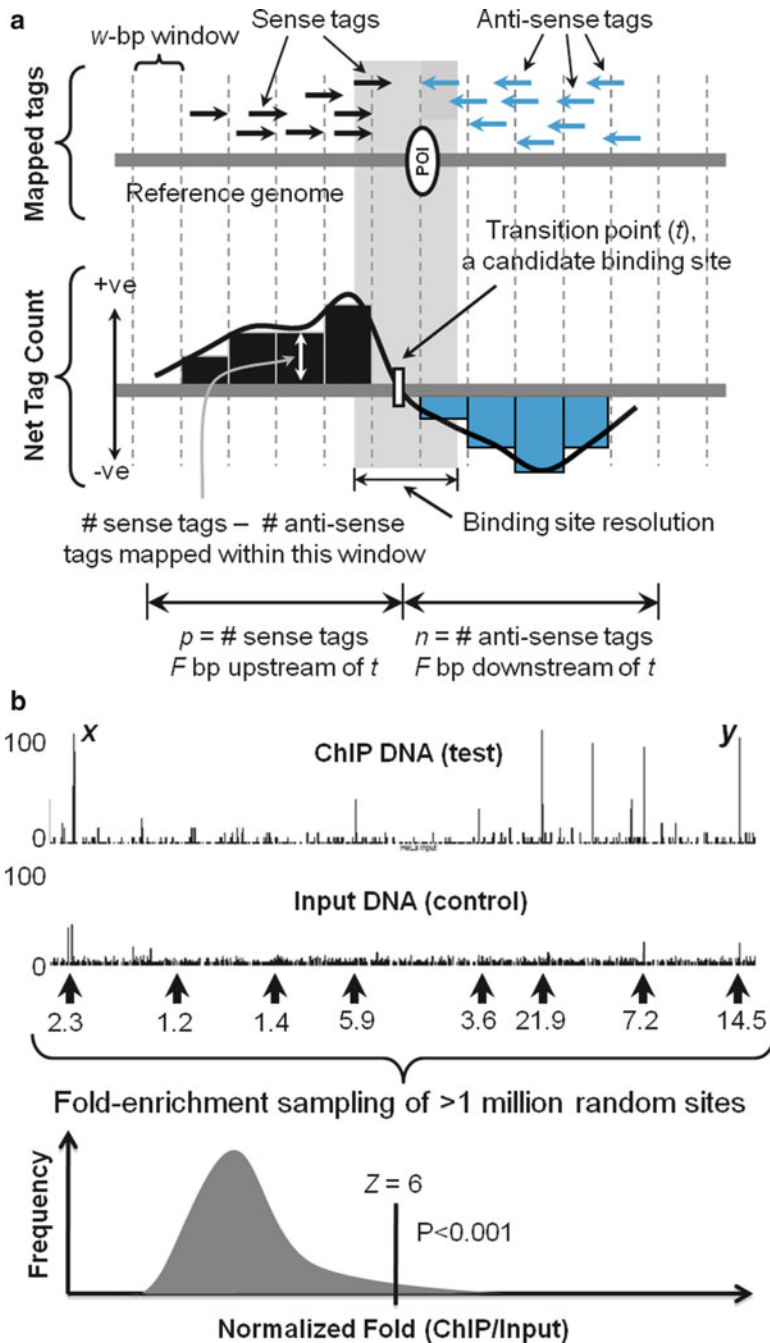 a
w-bp window
Sense tags
Anti-sense tags
Mapped tags
POI
Reference genome
Transition point (t),
a candidate binding site
Net Tag Count
+ve
-ve
# sense tags – # anti-sense
tags mapped within this window
Binding site resolution
p = # sense tags
F bp upstream of t
n = # anti-sense tags
F bp downstream of t
b
100
x
ChIP DNA (test)
y
0
HeLa Input
100
Input DNA (control)
0
2.3 1.2 1.4 5.9 3.6 21.9 7.2 14.5
Fold-enrichment sampling of >1 million random sites
Frequency
Z = 6
P<0.001
Normalized Fold (ChIP/Input)